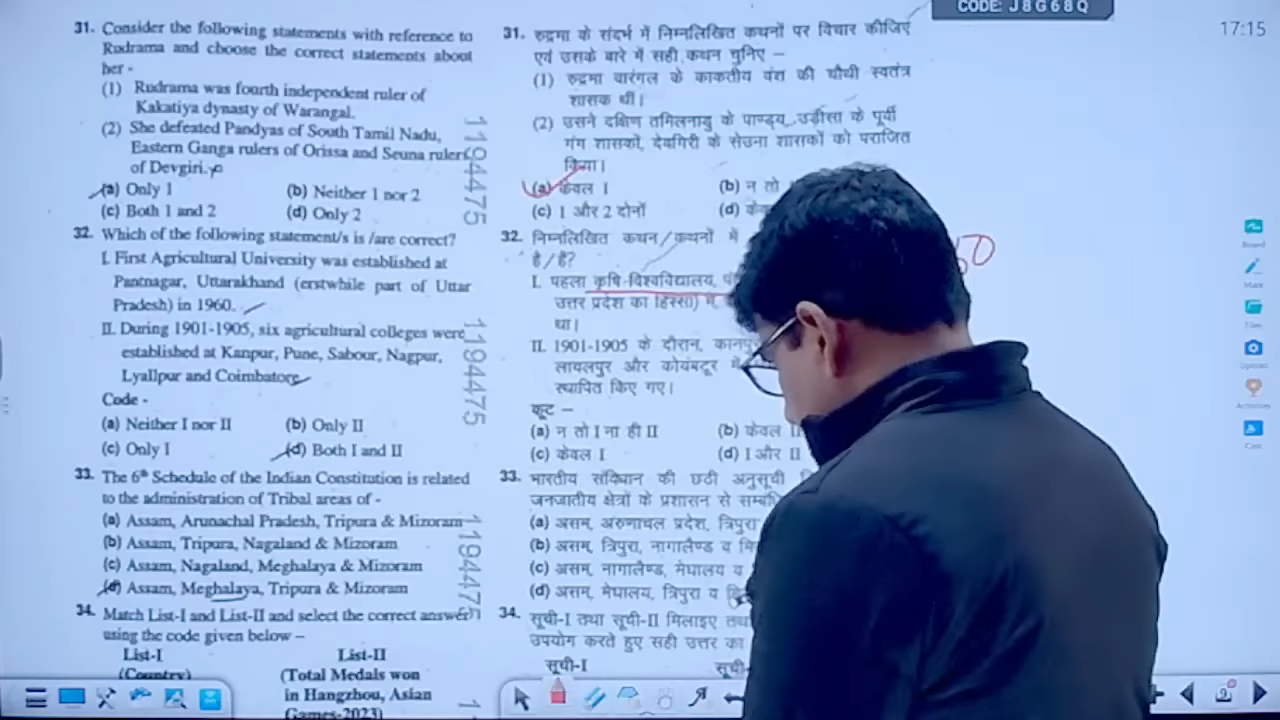 CODE: J8G68Q
17:15
31. Consider the following statements with reference to
Rudrama and choose the correct statements about
her -
(1) Rudrama was fourth independent ruler of
Kakatiya dynasty of Warangal.
(2) She defeated Pandyas of South Tamil Nadu,
Eastern Ganga rulers of Orissa and Seuna rulers
of Devgiri.
(a) Only 1 (b) Neither 1 nor 2
(c) Both 1 and 2 (d) Only 2
32. Which of the following statement/s is /are correct?
I. First Agricultural University was established at
Pantnagar, Uttarakhand (erstwhile part of Uttar
Pradesh) in 1960.
II. During 1901-1905, six agricultural colleges were
established at Kanpur, Pune, Sabour, Nagpur,
Lyallpur and Coimbatore
Code -
(a) Neither I nor II (b) Only II
(c) Only I (d) Both I and II
33. The 6th Schedule of the Indian Constitution is related
to the administration of Tribal areas of -
(a) Assam, Arunachal Pradesh, Tripura & Mizoram
(b) Assam, Tripura, Nagaland & Mizoram
(c) Assam, Nagaland, Meghalaya & Mizoram
(d) Assam, Meghalaya, Tripura & Mizoram
34. Match List-I and List-II and select the correct answer
using the code given below –
List-I List-II
(Country) (Total Medals won
in Hangzhou, Asian
Games-2023)
1194475
1194475
1194475
31. रुद्रमा के संदर्भ में निम्नलिखित कथनों पर विचार कीजिए
एवं उसके बारे में सही कथन चुनिए –
(1) रुद्रमा वारंगल के काकतीय वंश की चौथी स्वतंत्र
शासक थीं।
(2) उसने दक्षिण तमिलनाडु के पाण्ड्य, उड़ीसा के पूर्वी
गंग शासकों, देवगिरी के सेउना शासकों को पराजित
किया।
(a) केवल 1 (b) न तो
(c) 1 और 2 दोनों (d)
32. निम्नलिखित कथन/कथनों में
है/हैं?
I. पहला कृषि-विश्वविद्यालय,
उत्तर प्रदेश का हिस्सा) में
था।
II. 1901-1905 के दौरान,
लायलपुर और कोयंबटूर में
स्थापित किए गए।
कूट –
(a) न तो I ना ही II (b) केवल
(c) केवल I (d) I और II
33. भारतीय संविधान की छठी अनुसूची
जनजातीय क्षेत्रों के प्रशासन से
(a) असम, अरुणाचल प्रदेश, त्रिपुरा
(b) असम, त्रिपुरा, नागालैण्ड व
(c) असम, नागालैण्ड, मेघालय व
(d) असम, मेघालय, त्रिपुरा व
34. सूची-I तथा सूची-II मिलाइए
उपयोग करते हुए सही उत्तर का
सूची-I
Board
Mark
Files
Activities
Cast